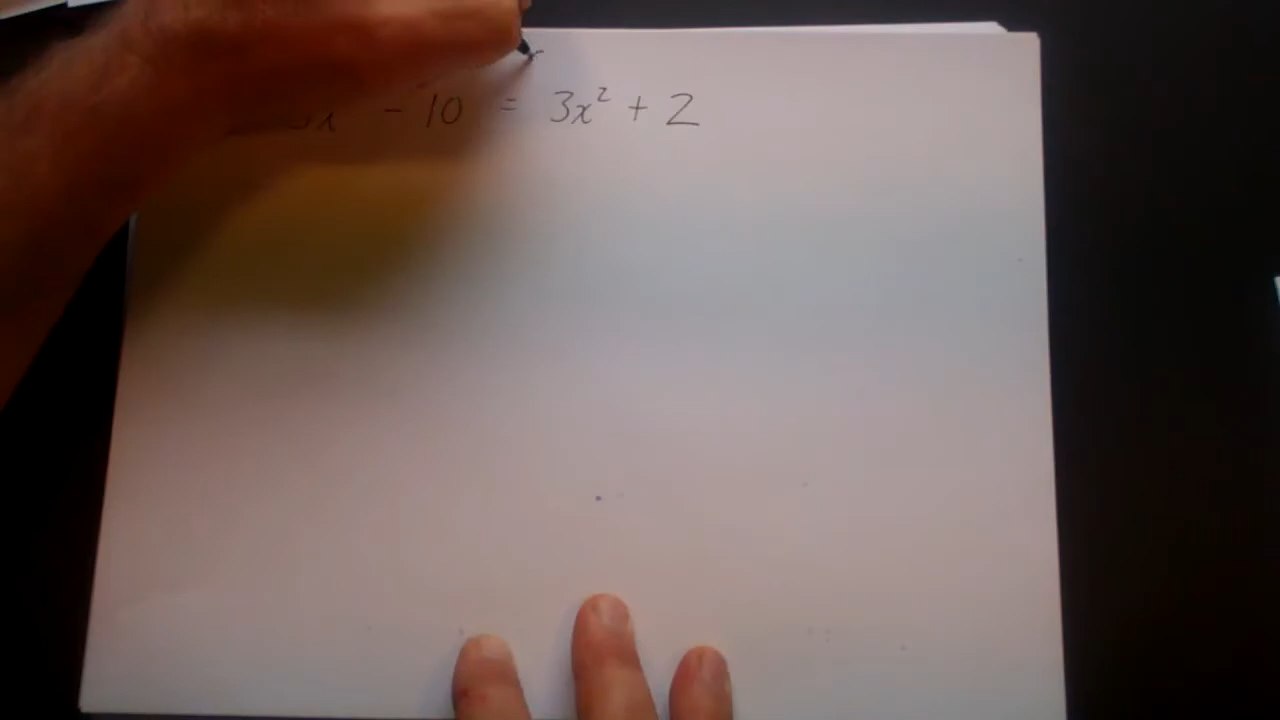 x - 10 = 3x² + 2